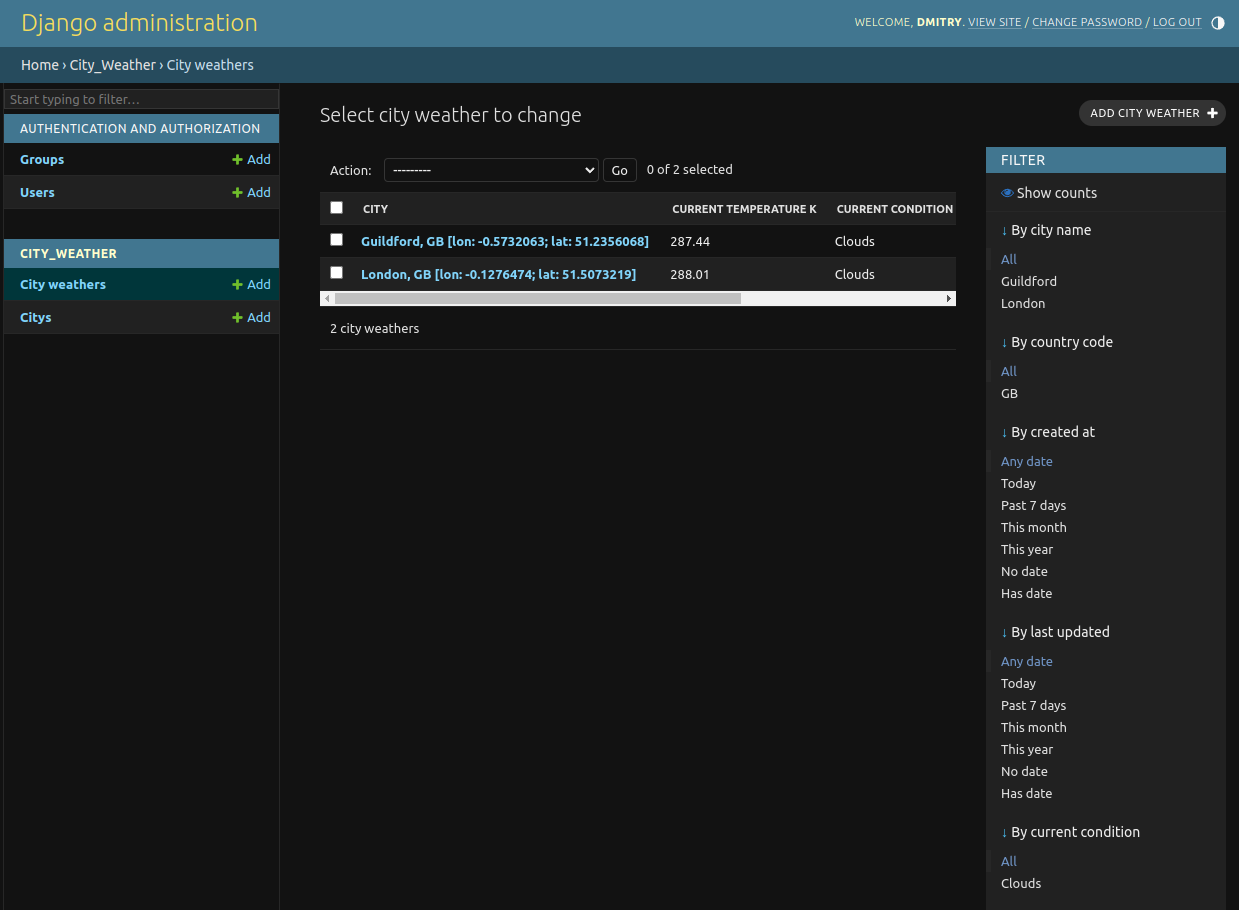 Django administration
WELCOME, DMITRY. VIEW SITE / CHANGE PASSWORD / LOG OUT
Home › City_Weather › City weathers
Start typing to filter...
AUTHENTICATION AND AUTHORIZATION
Groups + Add
Users + Add
CITY_WEATHER
City weathers + Add
Citys + Add
Select city weather to change
ADD CITY WEATHER +
Action: --------- Go 0 of 2 selected
CITY CURRENT TEMPERATURE K CURRENT CONDITION
Guildford, GB [lon: -0.5732063; lat: 51.2356068] 287.44 Clouds
London, GB [lon: -0.1276474; lat: 51.5073219] 288.01 Clouds
2 city weathers
FILTER
Show counts
↓ By city name
All
Guildford
London
↓ By country code
All
GB
↓ By created at
Any date
Today
Past 7 days
This month
This year
No date
Has date
↓ By last updated
Any date
Today
Past 7 days
This month
This year
No date
Has date
↓ By current condition
All
Clouds